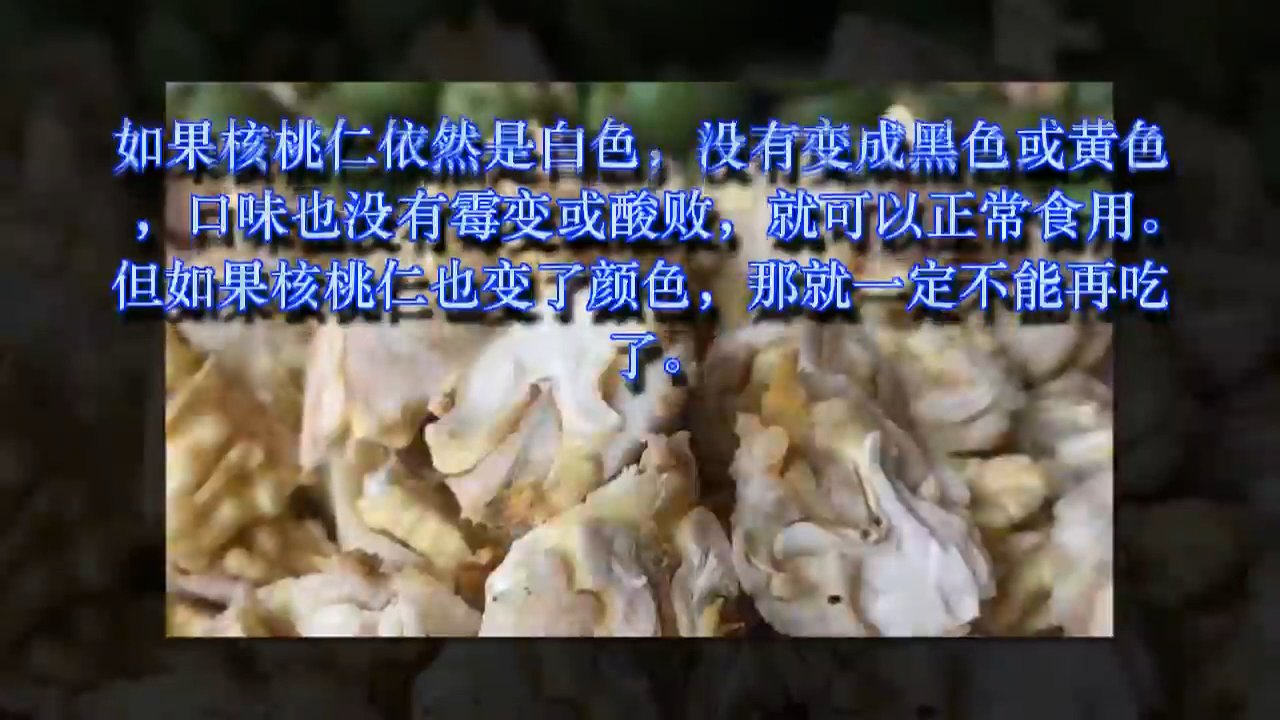 如果核桃仁依然是白色，没有变成黑色或黄色
，口味也没有霉变或酸败，就可以正常食用。
但如果核桃仁也变了颜色，那就一定不能再吃
了。